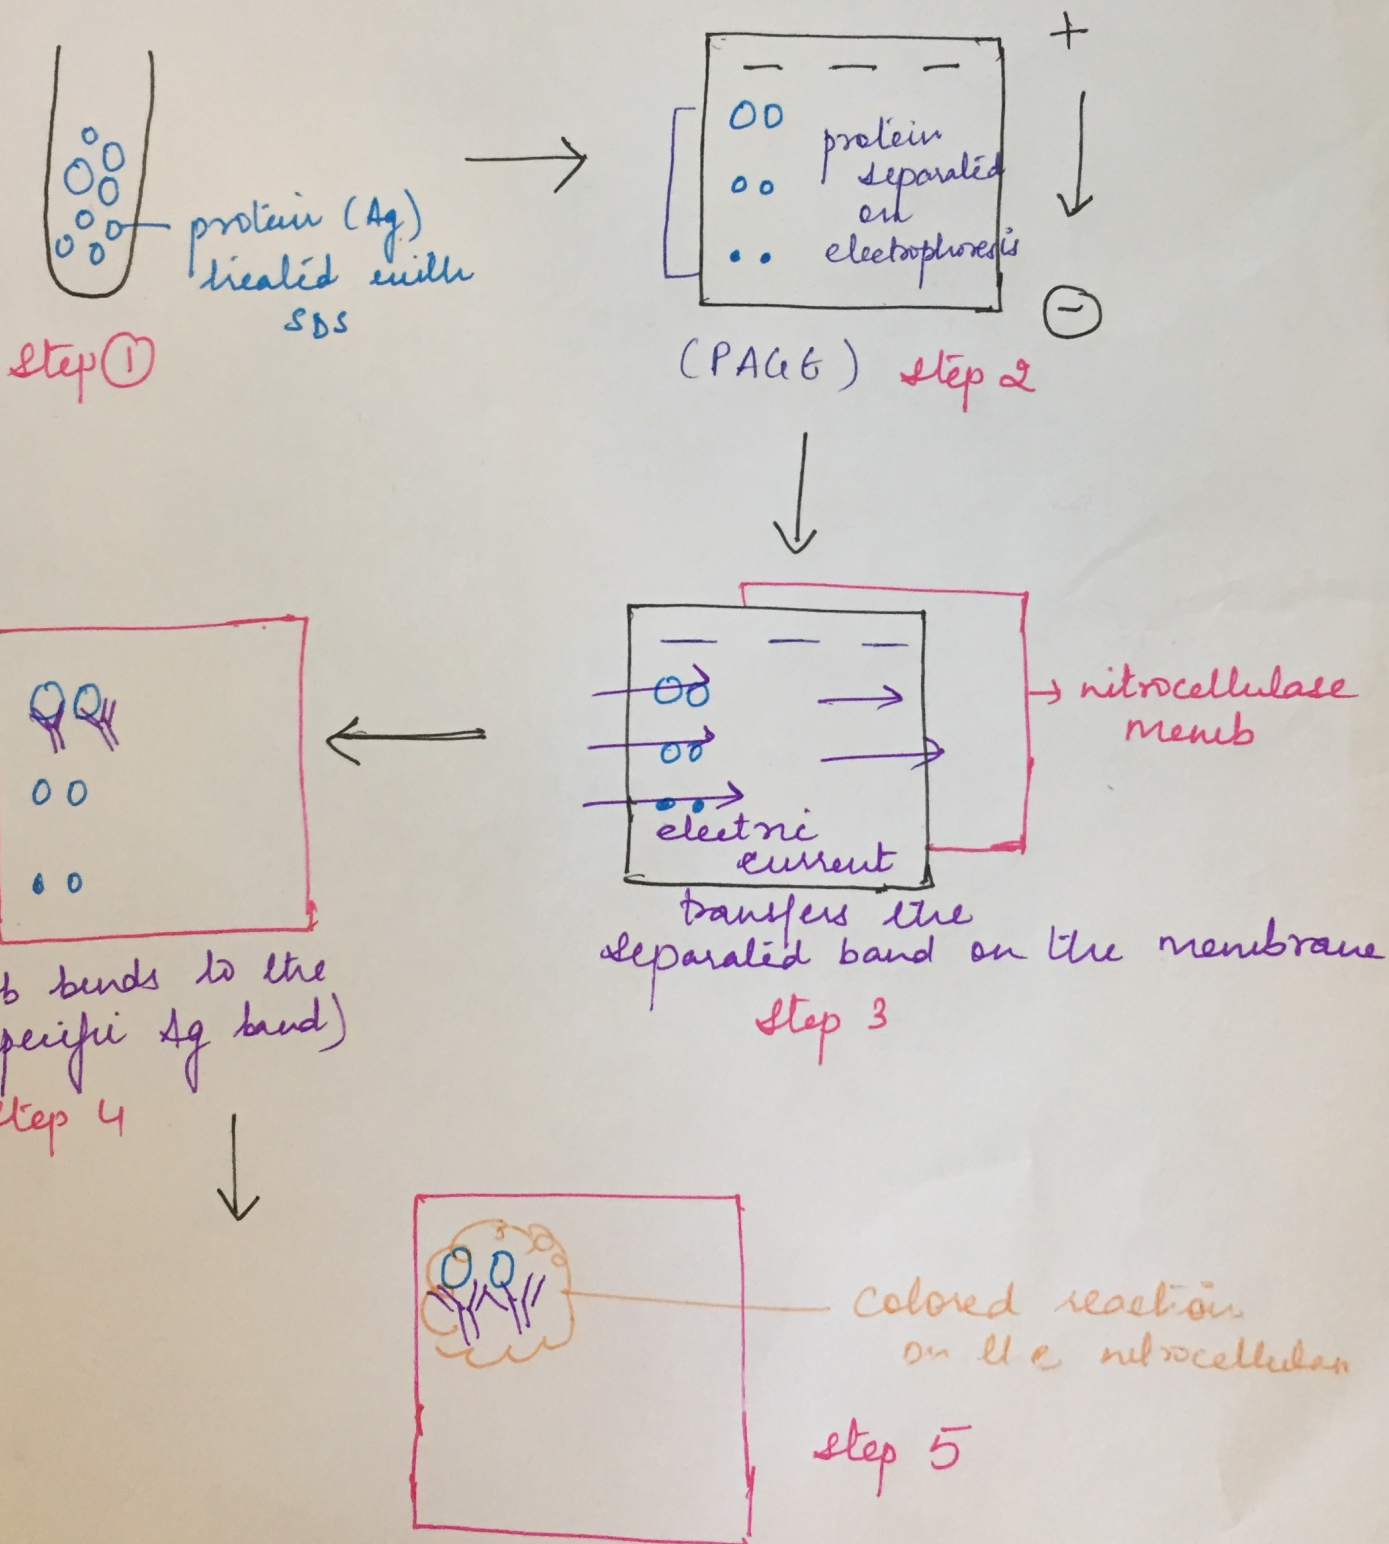 protein (Ag)
treated with
SDS
Step ①
+
protein
separated
on
electrophoresis
-
(PAGE)
Step 2
nitrocellulase
memb
electric
current
transfers the
separated band on the membrane
Step 3
b binds to the
pecific Ag band)
tep 4
colored reaction
on the
Step 5